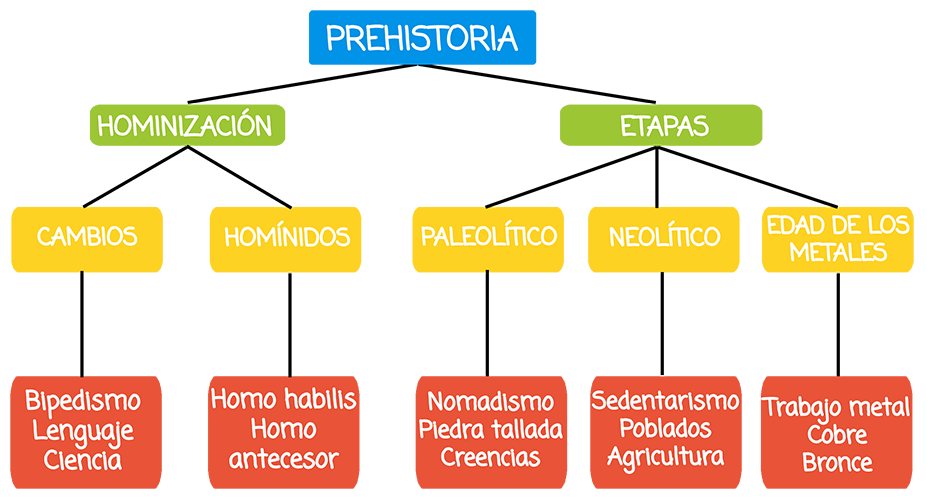 PREHISTORIA
HOMINIZACIÓN
ETAPAS
CAMBIOS
HOMÍNIDOS
PALEOLÍTICO
NEOLÍTICO
EDAD DE LOS
METALES
Bipedismo
Lenguaje
Ciencia
Homo habilis
Homo
antecesor
Nomadismo
Piedra tallada
Creencias
Sedentarismo
Poblados
Agricultura
Trabajo metal
Cobre
Bronce